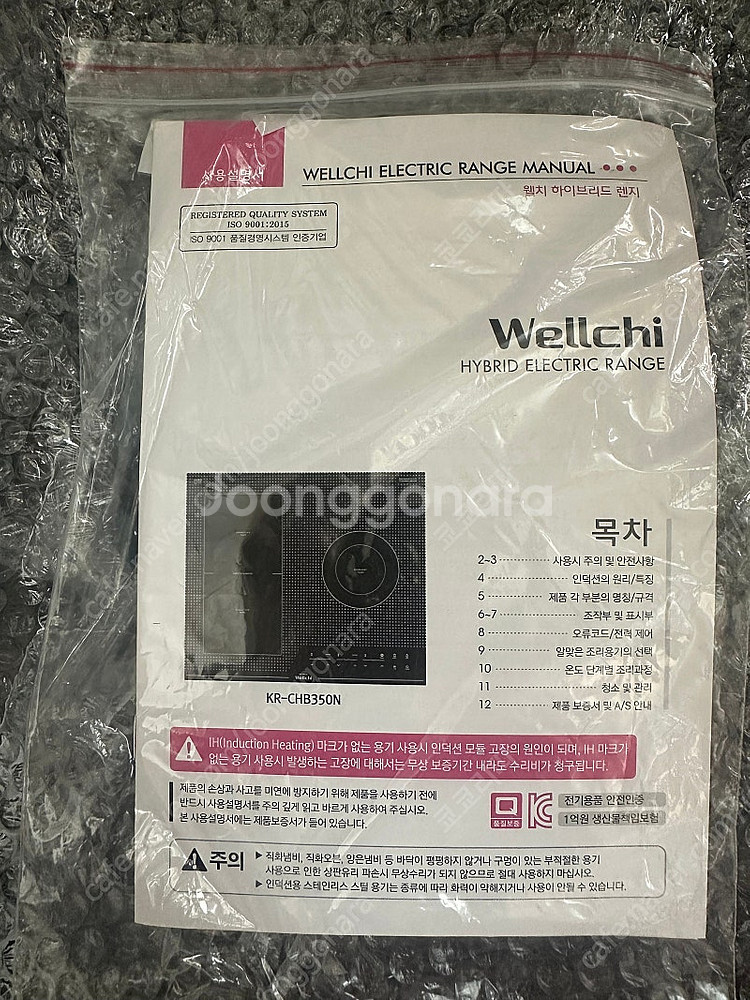 사용설명서
WELLCHI ELECTRIC RANGE MANUAL
웰치 하이브리드 렌지
REGISTERED QUALITY SYSTEM
ISO 9001:2015
ISO 9001 품질경영시스템 인증기업
Wellchi
HYBRID ELECTRIC RANGE
Joonggonara
목차
2~3 사용시 주의 및 안전사항
4 인덕션의 원리/특징
5 제품 각 부분의 명칭/규격
6~7 조작부 및 표시부
8 오류코드/전력 제어
9 알맞은 조리용기의 선택
10 온도 단계별 조리과정
11 청소 및 관리
12 제품 보증서 및 A/S 안내
Wellchi
KR-CHB350N
IH(Induction Heating) 마크가 없는 용기 사용시 인덕션 모듈 고장의 원인이 되며, IH 마크가
없는 용기 사용시 발생하는 고장에 대해서는 무상 보증기간 내라도 수리비가 청구됩니다.
제품의 손상과 사고를 미연에 방지하기 위해 제품을 사용하기 전에
반드시 사용설명서를 주의 깊게 읽고 바르게 사용하여 주십시오.
본 사용설명서에는 제품보증서가 들어 있습니다.
Q
품질보증
전기용품 안전인증
1억원 생산물책임보험
주의
▶ 직화냄비, 직화오븐, 양은냄비 등 바닥이 평평하지 않거나 구멍이 있는 부적절한 용기
사용으로 인한 상판유리 파손시 무상수리가 되지 않으므로 절대 사용하지 마십시오.
▶ 인덕션용 스테인리스 스틸 용기는 종류에 따라 화력이 약해지거나 사용이 안될 수 있습니다.